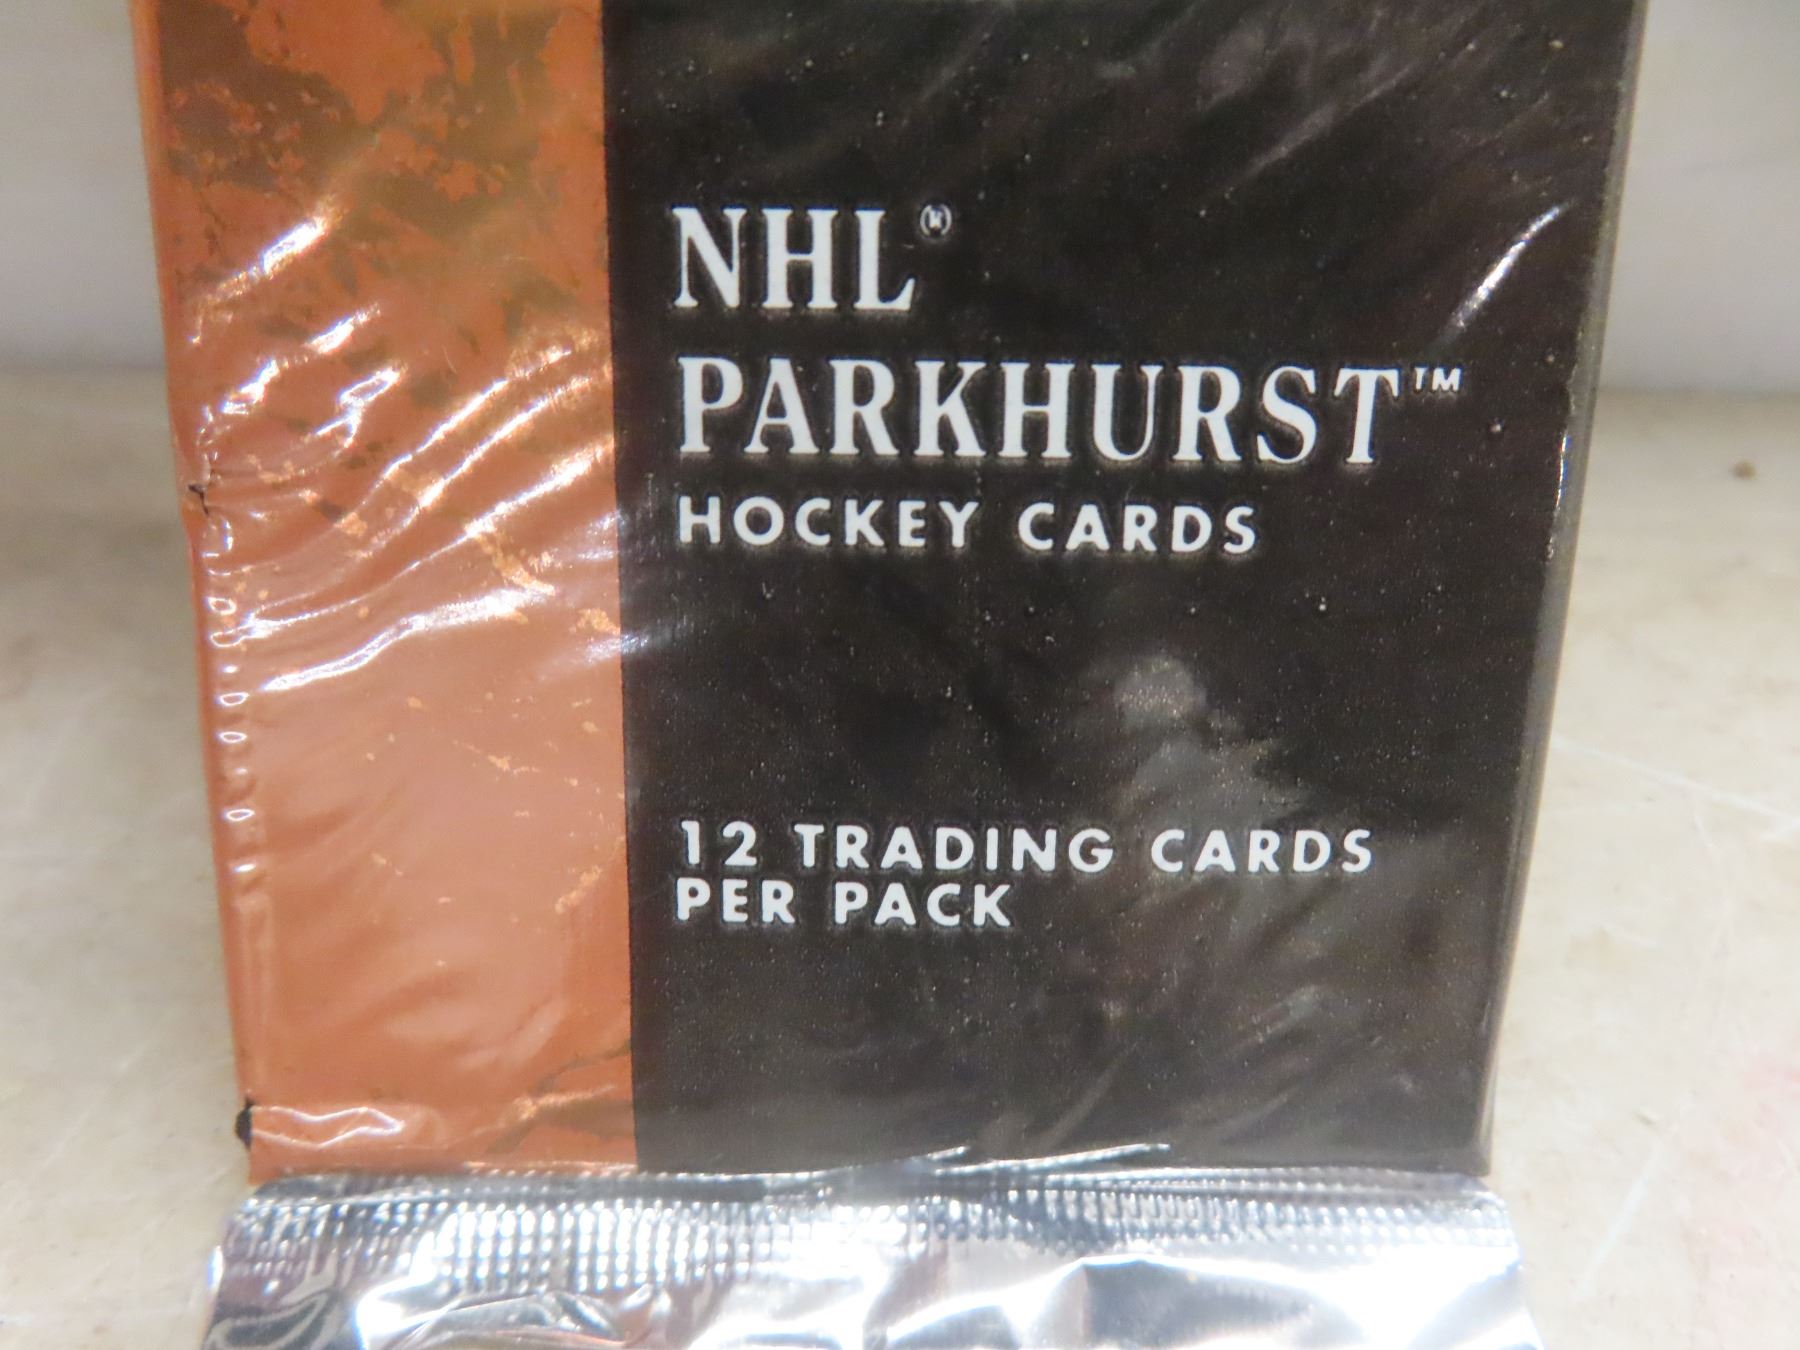 NHL®
PARKHURST™
HOCKEY CARDS
12 TRADING CARDS
PER PACK